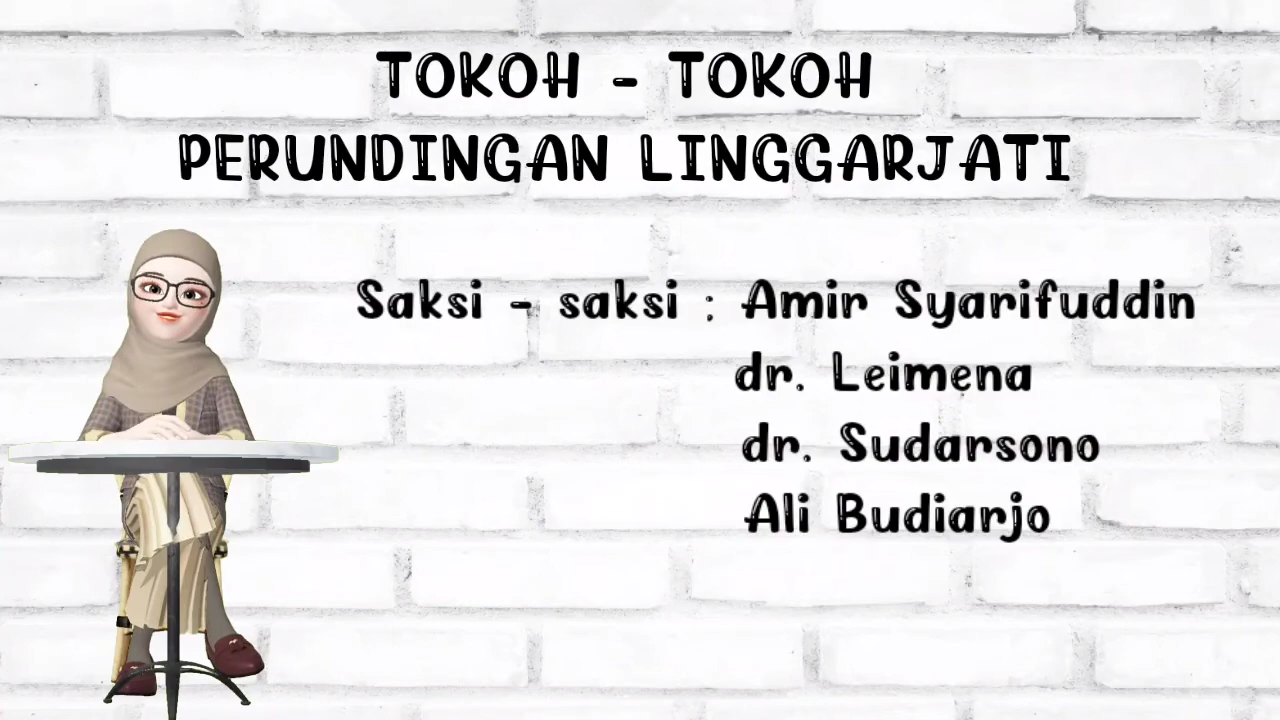 TOKOH - TOKOH
PERUNDINGAN LINGGARJATI
Saksi - saksi : Amir Syarifuddin
dr. Leimena
dr. Sudarsono
Ali Budiarjo